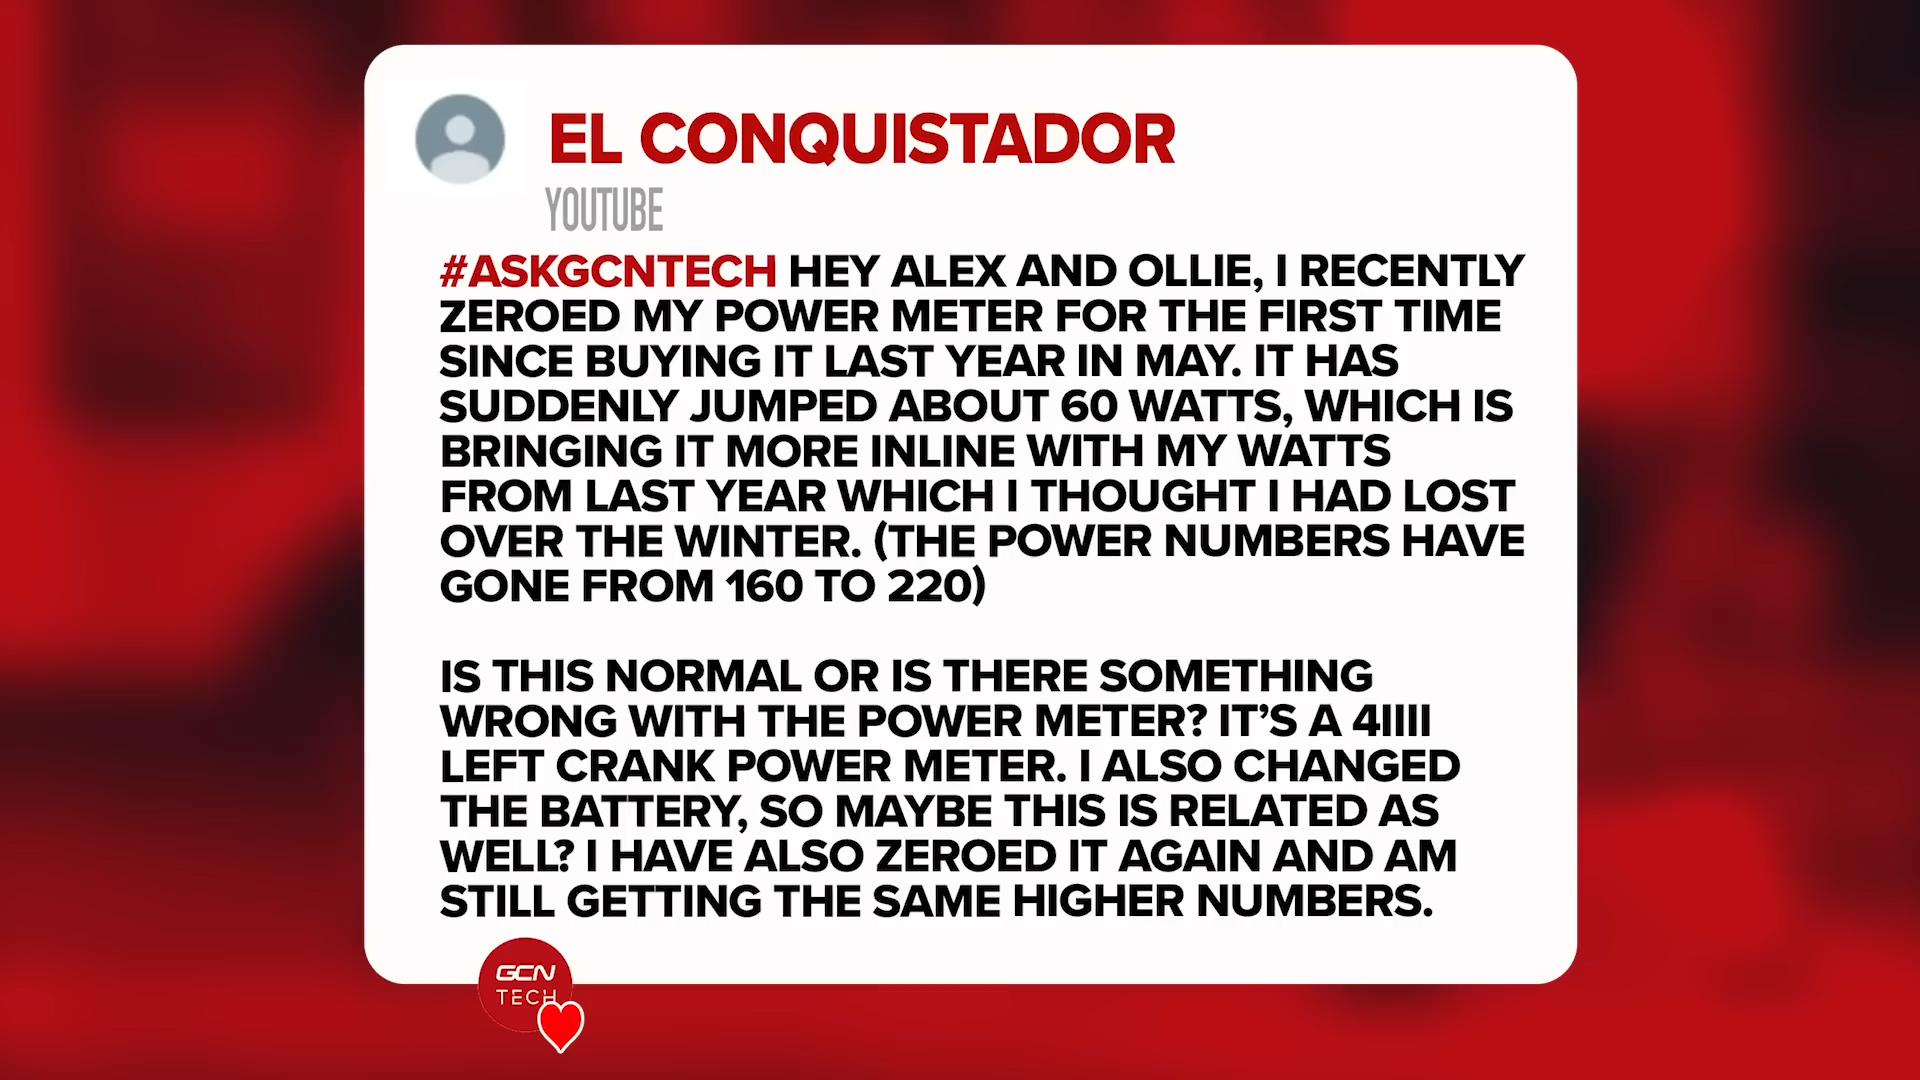 EL CONQUISTADOR
YOUTUBE
#ASKGCNTECH HEY ALEX AND OLLIE, I RECENTLY
ZEROED MY POWER METER FOR THE FIRST TIME
SINCE BUYING IT LAST YEAR IN MAY. IT HAS
SUDDENLY JUMPED ABOUT 60 WATTS, WHICH IS
BRINGING IT MORE INLINE WITH MY WATTS
FROM LAST YEAR WHICH I THOUGHT I HAD LOST
OVER THE WINTER. (THE POWER NUMBERS HAVE
GONE FROM 160 TO 220)
IS THIS NORMAL OR IS THERE SOMETHING
WRONG WITH THE POWER METER? IT'S A 4IIII
LEFT CRANK POWER METER. I ALSO CHANGED
THE BATTERY, SO MAYBE THIS IS RELATED AS
WELL? I HAVE ALSO ZEROED IT AGAIN AND AM
STILL GETTING THE SAME HIGHER NUMBERS.
GCN
TECH